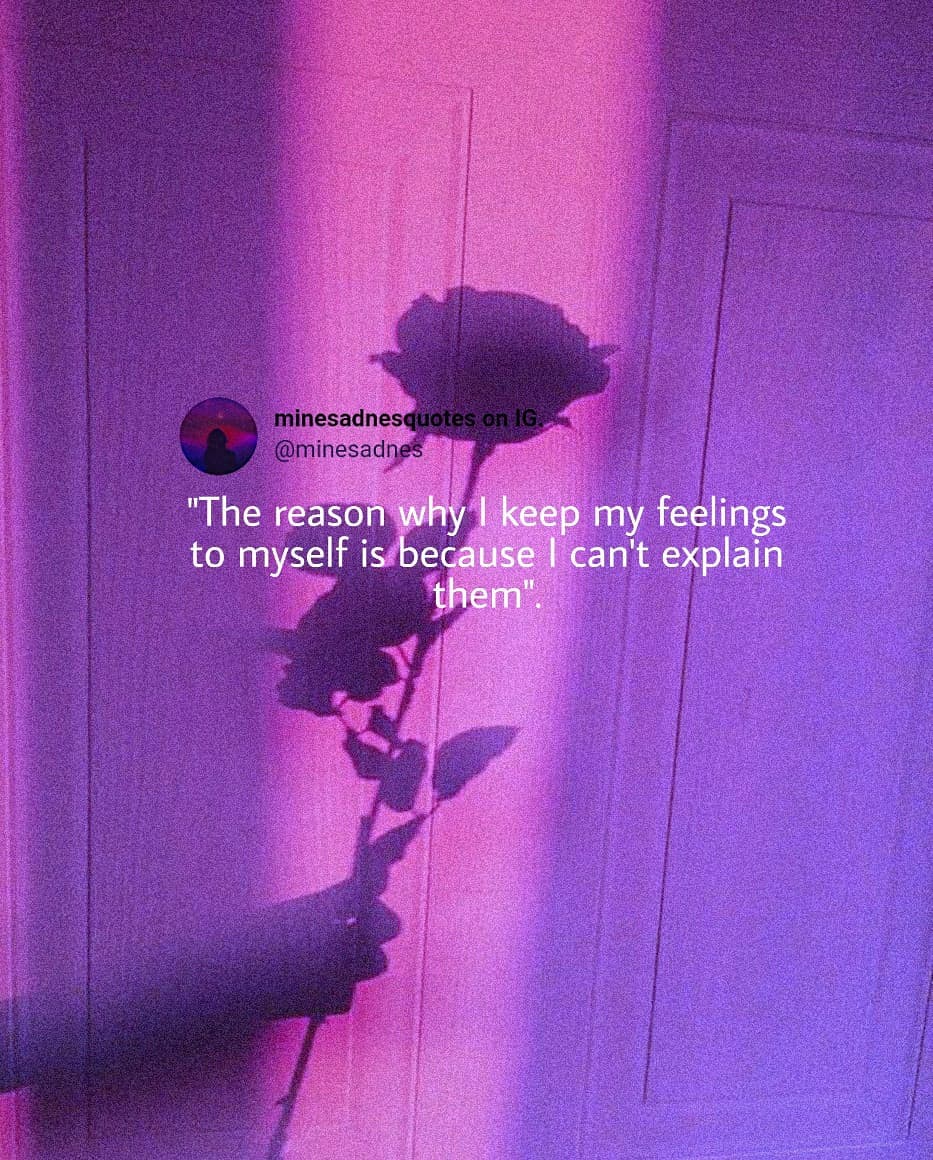 minesadnesquotes on IG.
@minesadnes
"The reason why I keep my feelings
to myself is because I can't explain
them".